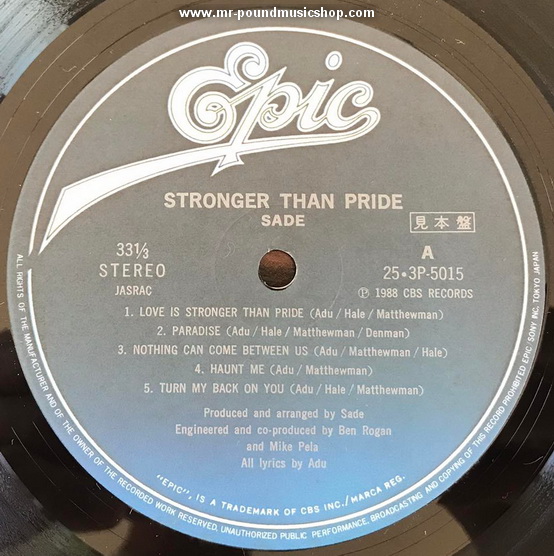 www.mr-poundmusicshop.com
Epic
STRONGER THAN PRIDE
SADE
見本盤
33⅓
STEREO
JASRAC
A
25・3P-5015
Ⓟ 1988 CBS RECORDS
1. LOVE IS STRONGER THAN PRIDE (Adu / Hale / Matthewman)
2. PARADISE (Adu / Hale / Matthewman / Denman)
3. NOTHING CAN COME BETWEEN US (Adu / Matthewman / Hale)
4. HAUNT ME (Adu / Matthewman)
5. TURN MY BACK ON YOU (Adu / Hale / Matthewman)
Produced and arranged by Sade
Engineered and co-produced by Ben Rogan
and Mike Pela
All lyrics by Adu
"EPIC", IS A TRADEMARK OF CBS INC./MARCA REG.
ALL RIGHTS OF THE MANUFACTURER AND OF THE OWNER OF THE RECORDED WORK RESERVED. UNAUTHORIZED PUBLIC PERFORMANCE, BROADCASTING AND COPYING OF THIS RECORD PROHIBITED EPIC/SONY INC. TOKYO JAPAN